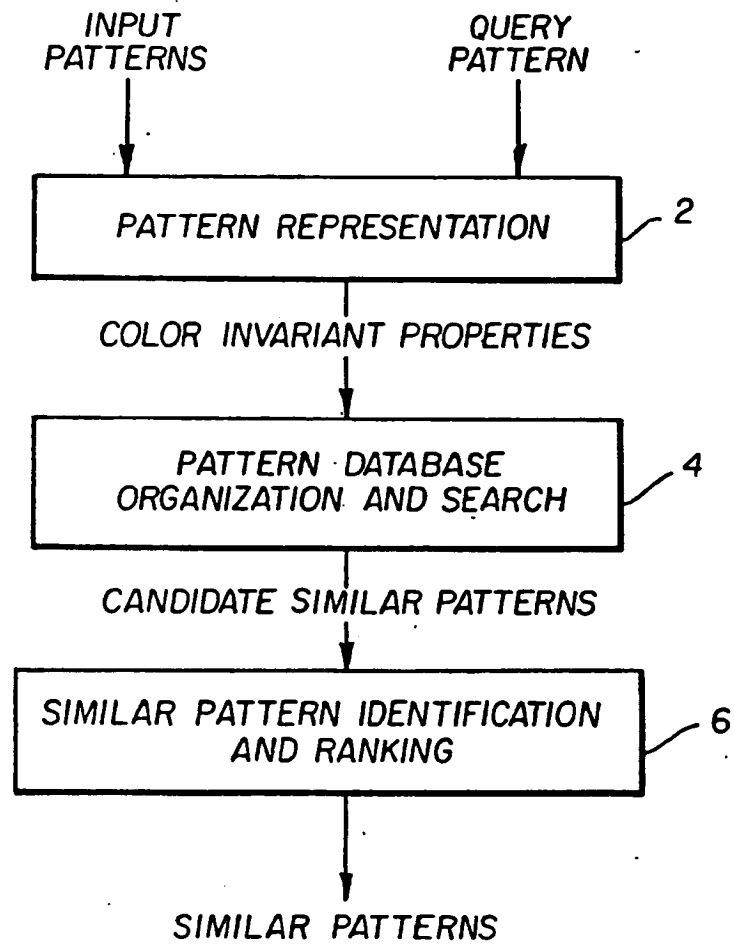 INPUT
PATTERNS
QUERY
PATTERN
PATTERN REPRESENTATION
2
COLOR INVARIANT PROPERTIES
PATTERN DATABASE
ORGANIZATION AND SEARCH
4
CANDIDATE SIMILAR PATTERNS
SIMILAR PATTERN IDENTIFICATION
AND RANKING
6
SIMILAR PATTERNS